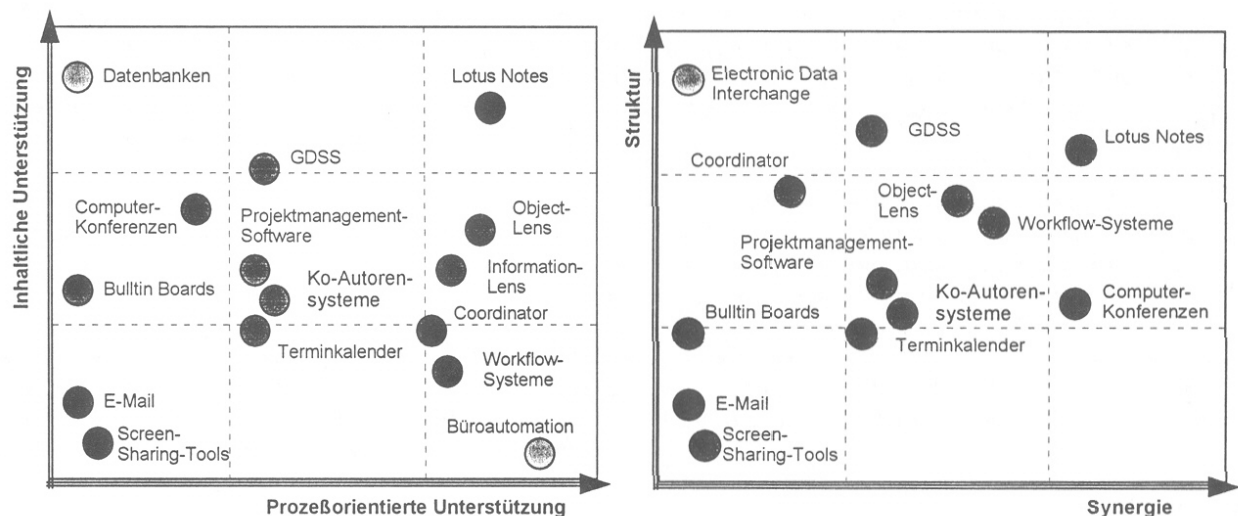 Inhaltliche Unterstützung
Datenbanken
Lotus Notes
GDSS
Computer-
Konferenzen
Projektmanagement-
Software
Object-
Lens
Bulltin Boards
Ko-Autoren-
systeme
Information-
Lens
Terminkalender
Coordinator
Workflow-
Systeme
E-Mail
Screen-
Sharing-Tools
Büroautomation
Prozeßorientierte Unterstützung
Struktur
Electronic Data
Interchange
GDSS
Lotus Notes
Coordinator
Object-
Lens
Workflow-Systeme
Projektmanagement-
Software
Bulltin Boards
Ko-Autoren-
systeme
Computer-
Konferenzen
Terminkalender
E-Mail
Screen-
Sharing-Tools
Synergie